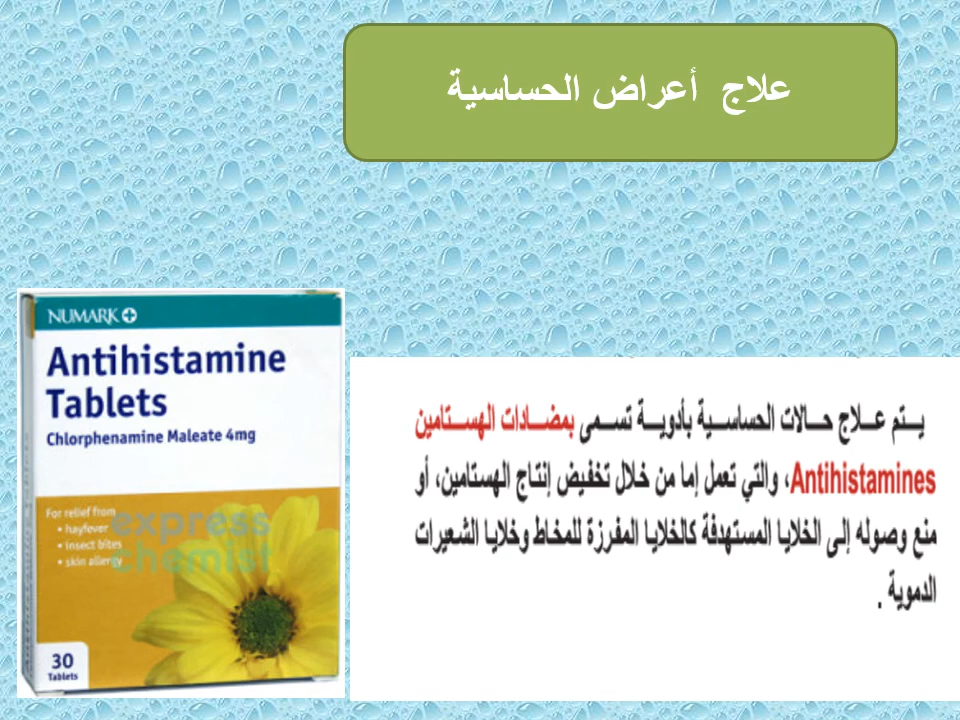 علاج أعراض الحساسية
NUMARK
Antihistamine
Tablets
Chlorphenamine Maleate 4mg
For relief from
• hayfever
• insect bites
• skin allergy
express
chemist
30
Tablets
يتم علاج حالات الحساسية بأدوية تسمى بمضادات الهستامين
Antihistamines، والتي تعمل إما من خلال تخفيض إنتاج الهستامين، أو
منع وصوله إلى الخلايا المستهدفة كالخلايا المفرزة للمخاط وخلايا الشعيرات
الدموية .